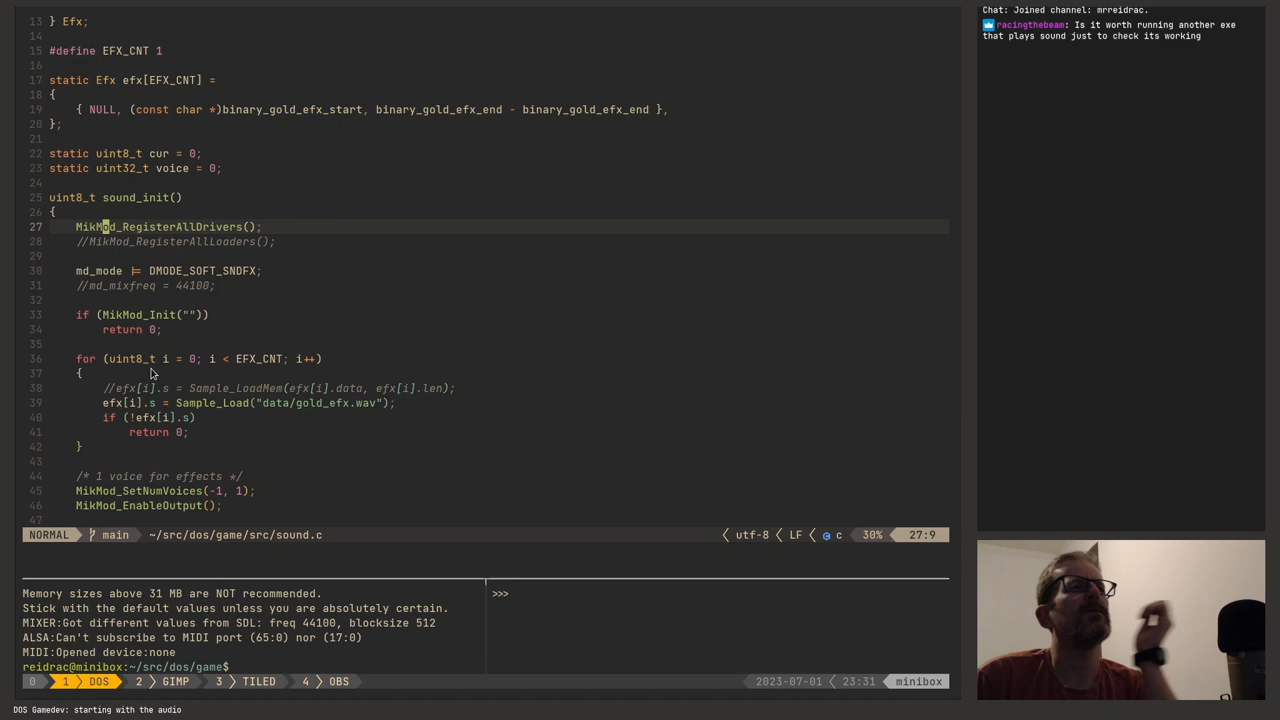 13 } Efx;
14
15 #define EFX_CNT 1
16
17 static Efx efx[EFX_CNT] =
18 {
19     { NULL, (const char *)binary_gold_efx_start, binary_gold_efx_end - binary_gold_efx_end },
20 };
21
22 static uint8_t cur = 0;
23 static uint32_t voice = 0;
24
25 uint8_t sound_init()
26 {
27     MikMod_RegisterAllDrivers();
28     //MikMod_RegisterAllLoaders();
29
30     md_mode |= DMODE_SOFT_SNDFX;
31     //md_mixfreq = 44100;
32
33     if (MikMod_Init(""))
34         return 0;
35
36     for (uint8_t i = 0; i < EFX_CNT; i++)
37     {
38         //efx[i].s = Sample_LoadMem(efx[i].data, efx[i].len);
39         efx[i].s = Sample_Load("data/gold_efx.wav");
40         if (!efx[i].s)
41             return 0;
42     }
43
44     /* 1 voice for effects */
45     MikMod_SetNumVoices(-1, 1);
46     MikMod_EnableOutput();
47
NORMAL main ~/src/dos/game/src/sound.c utf-8 LF c 30% 27:9
Memory sizes above 31 MB are NOT recommended.
Stick with the default values unless you are absolutely certain.
MIXER:Got different values from SDL: freq 44100, blocksize 512
ALSA:Can't subscribe to MIDI port (65:0) nor (17:0)
MIDI:Opened device:none
reidrac@minibox:~/src/dos/game$
>>>
0 1 DOS 2 GIMP 3 TILED 4 OBS 2023-07-01 23:31 minibox
Chat: Joined channel: mrreidrac.
racingthebeam: Is it worth running another exe
that plays sound just to check its working
DOS Gamedev: starting with the audio